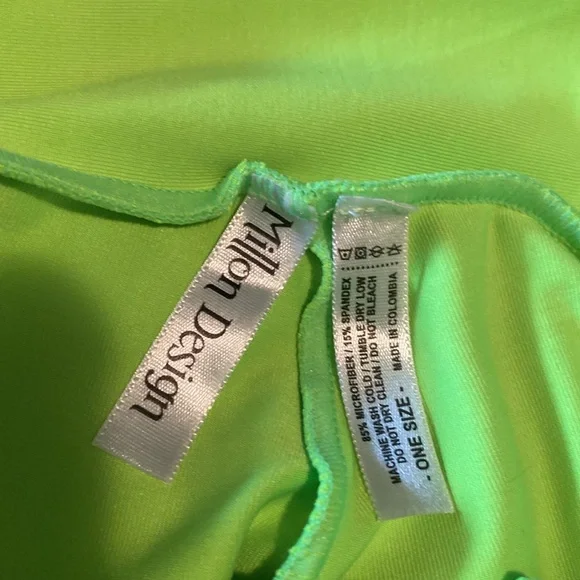 Millon Design
85% MICROFIBER / 15% SPANDEX
MACHINE WASH COLD / TUMBLE DRY LOW
DO NOT DRY CLEAN / DO NOT BLEACH
- ONE SIZE - MADE IN COLOMBIA